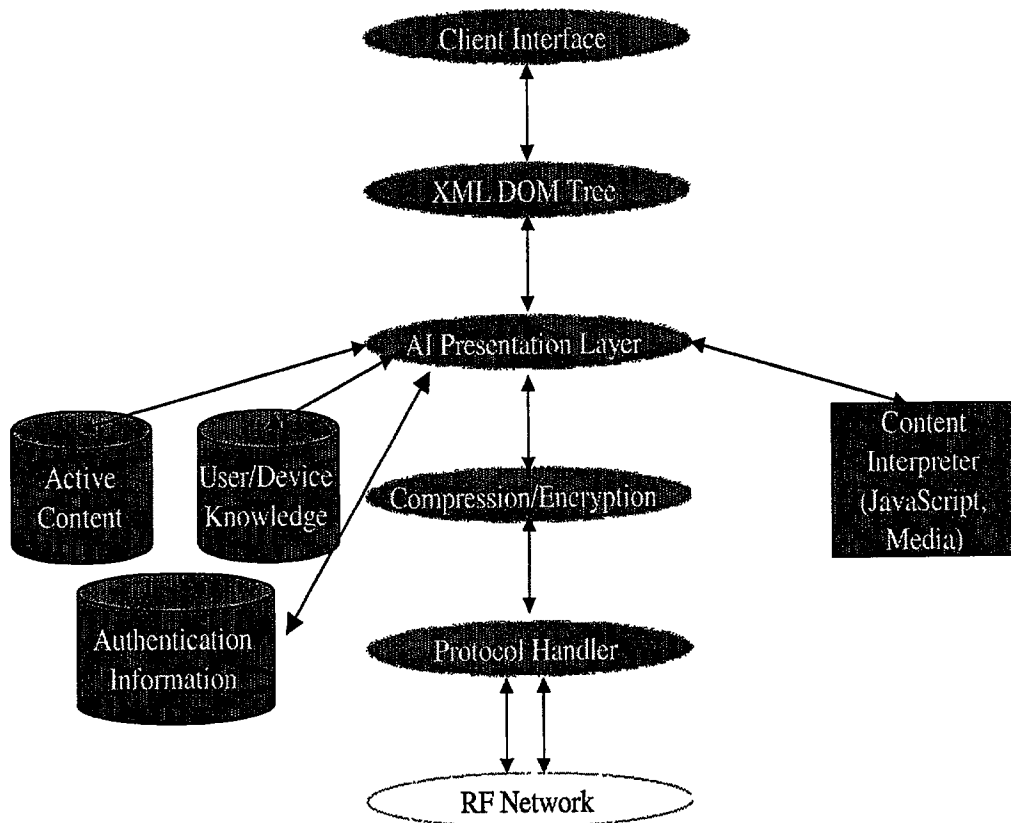 Client Interface
XML DOM Tree
AI Presentation Layer
Active
Content
User/Device
Knowledge
Compression/Encryption
Content
Interpreter
(JavaScript,
Media)
Authentication
Information
Protocol Handler
RF Network